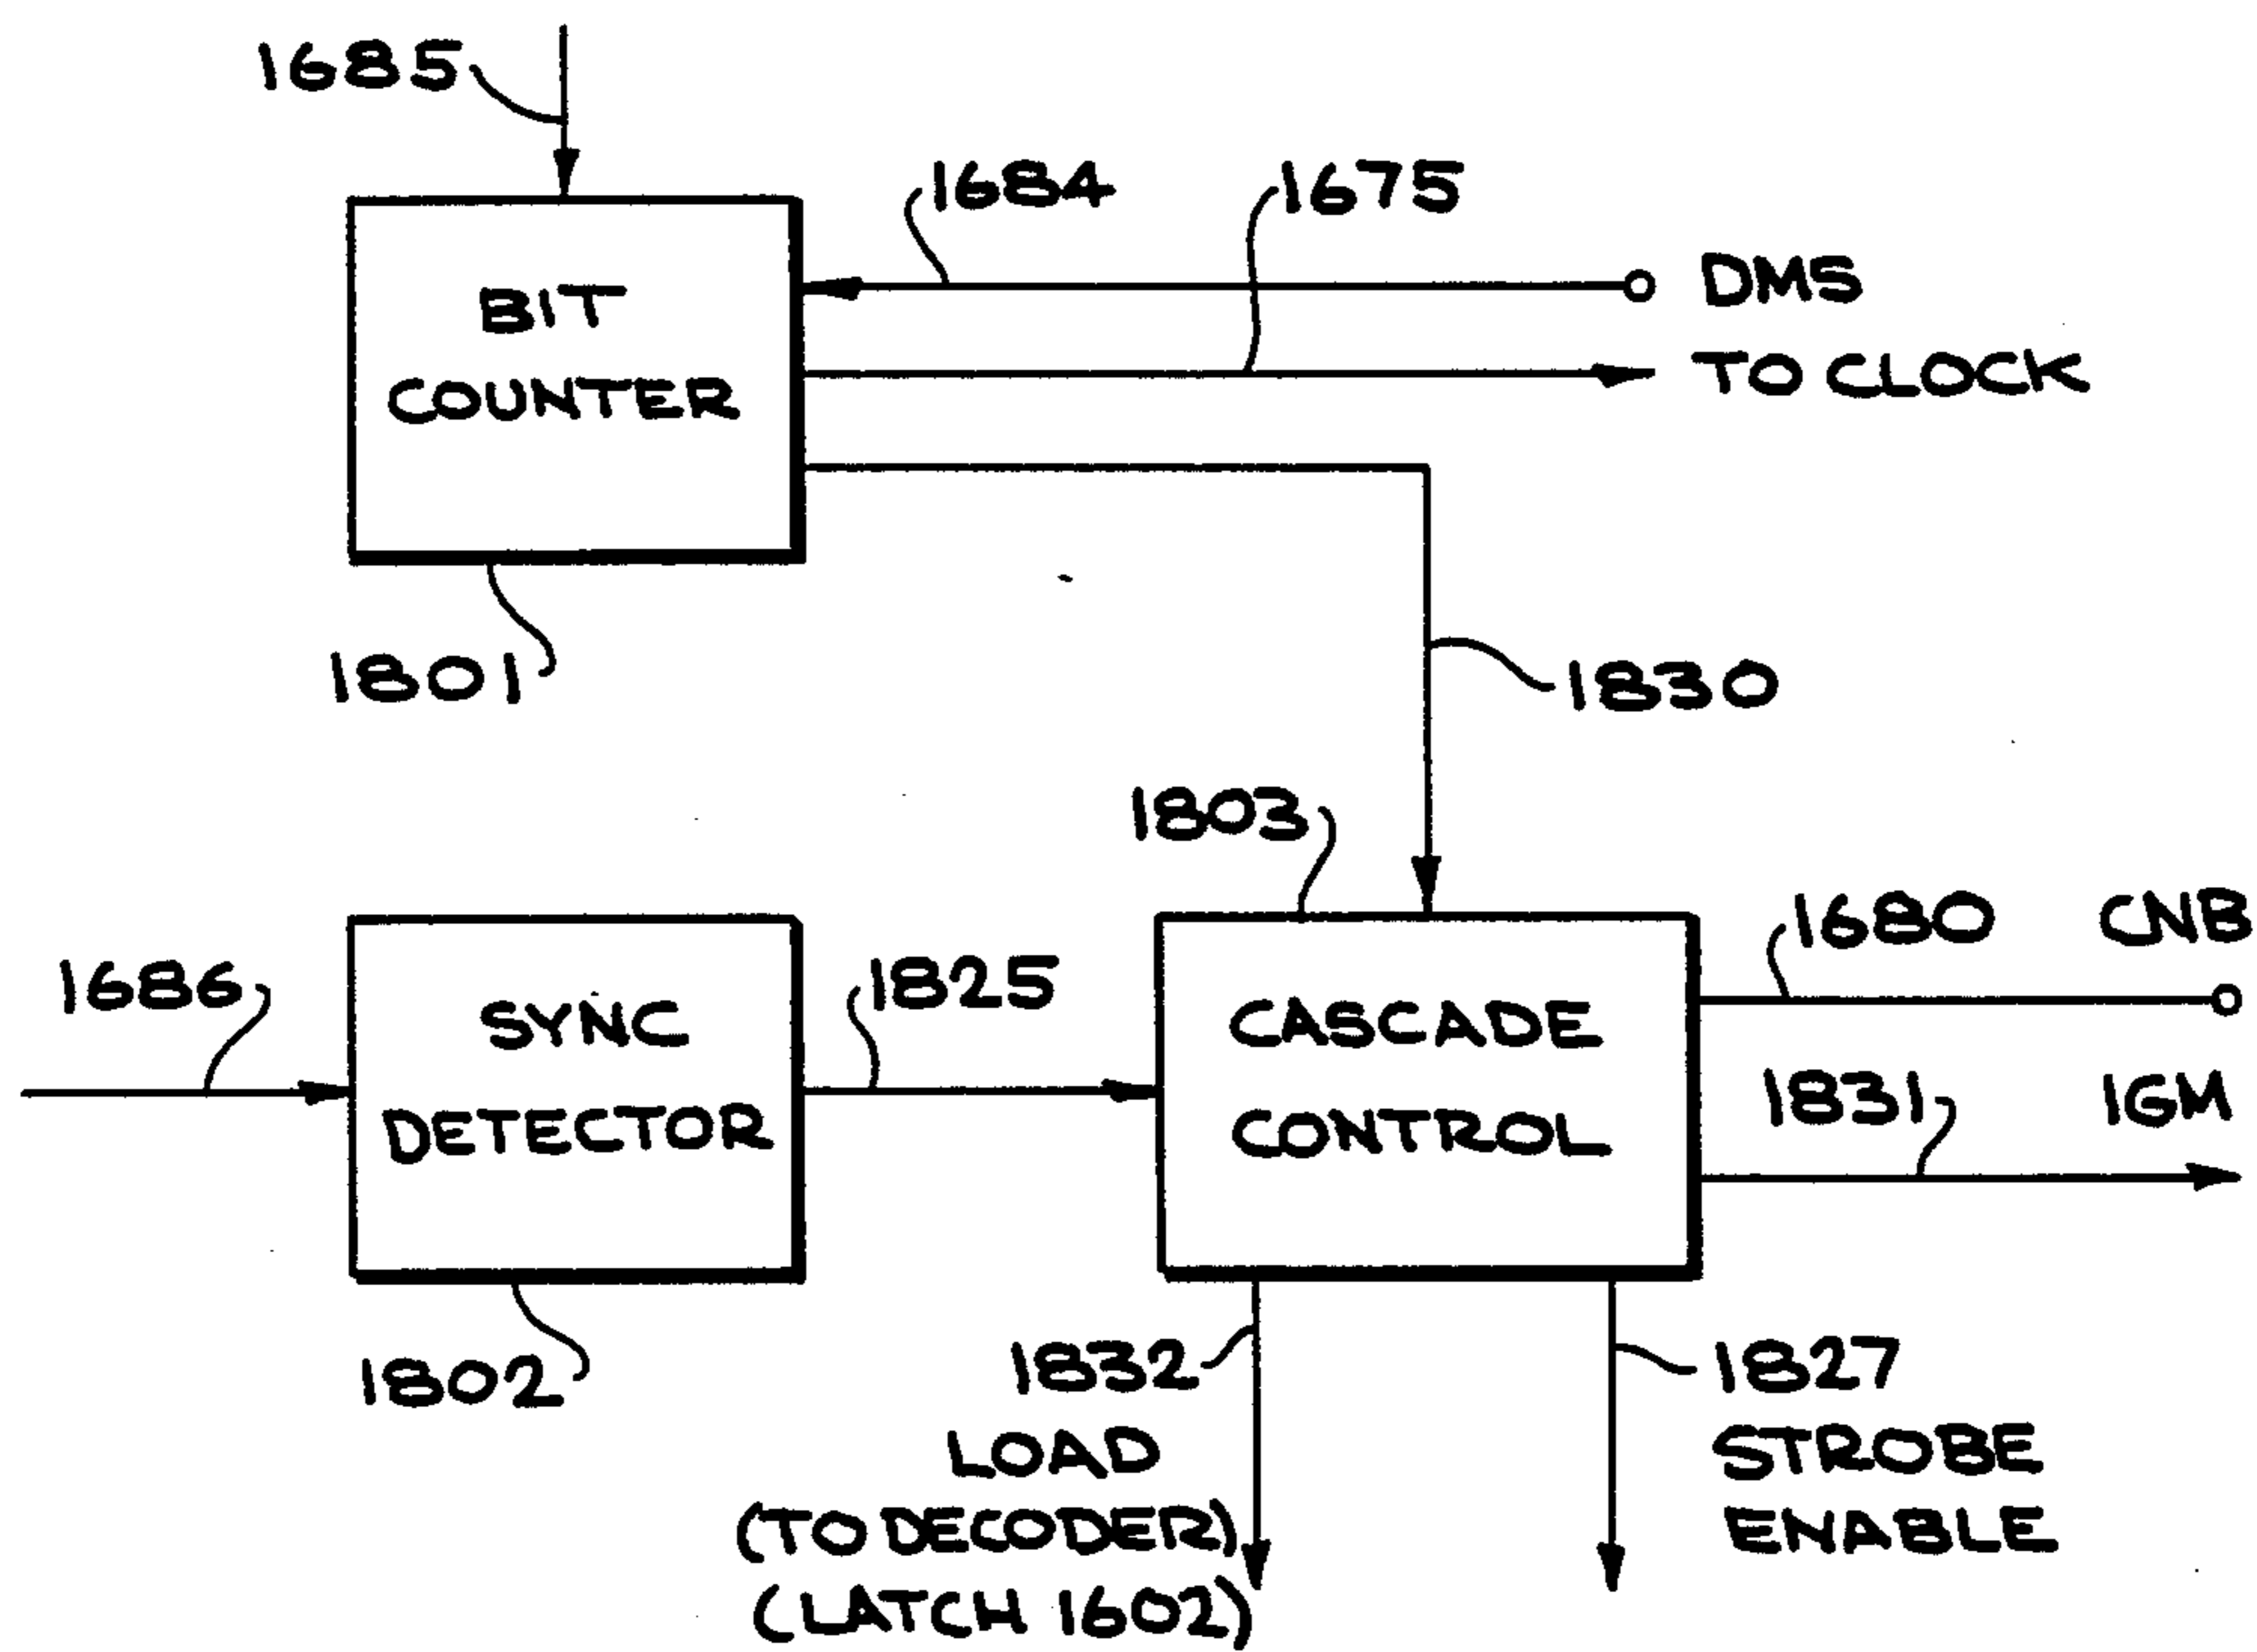 1685
1684
1675
BIT
COUNTER
DMS
TO CLOCK
1801
1830
1803
1686
SYNC
DETECTOR
1825
CASCADE
CONTROL
1680 CNB
1831 IGM
1802
1832
LOAD
(TO DECODER)
(LATCH 1602)
1827
STROBE
ENABLE